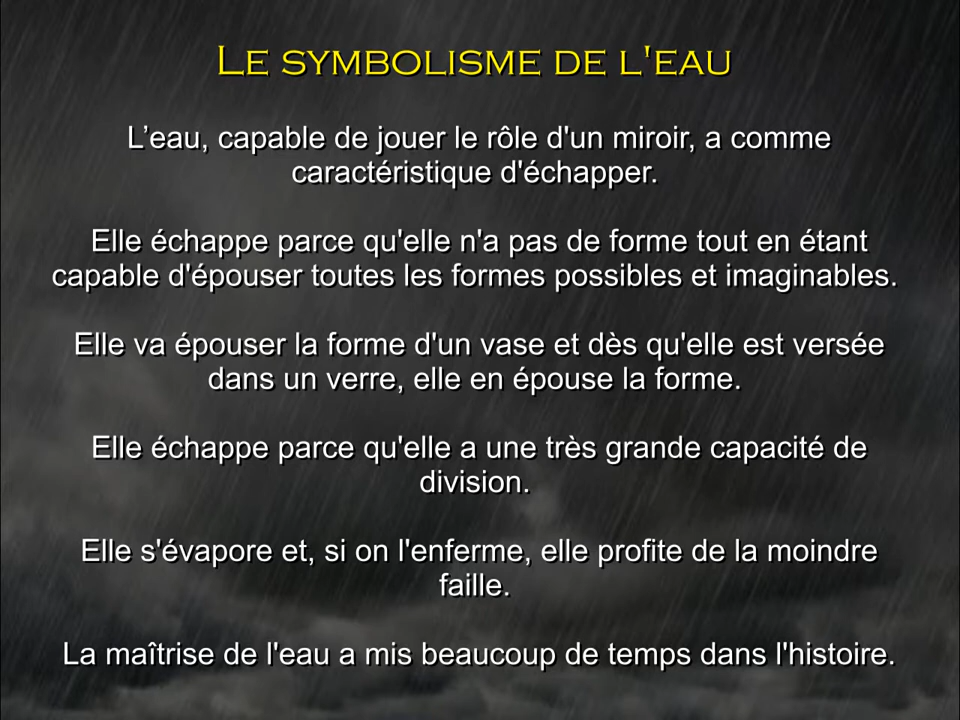 Le symbolisme de l'eau
L’eau, capable de jouer le rôle d'un miroir, a comme
caractéristique d'échapper.
Elle échappe parce qu'elle n'a pas de forme tout en étant
capable d'épouser toutes les formes possibles et imaginables.
Elle va épouser la forme d'un vase et dès qu'elle est versée
dans un verre, elle en épouse la forme.
Elle échappe parce qu'elle a une très grande capacité de
division.
Elle s'évapore et, si on l'enferme, elle profite de la moindre
faille.
La maîtrise de l'eau a mis beaucoup de temps dans l'histoire.